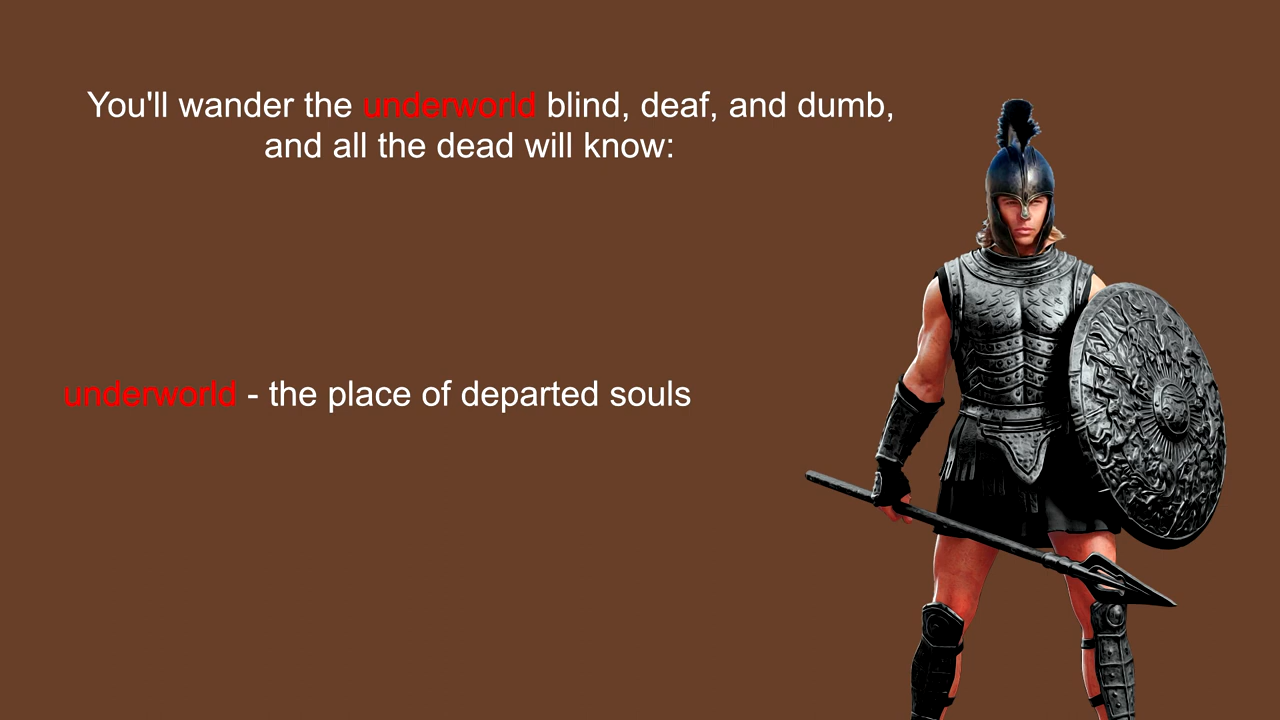 You'll wander the underworld blind, deaf, and dumb,
and all the dead will know:
underworld - the place of departed souls